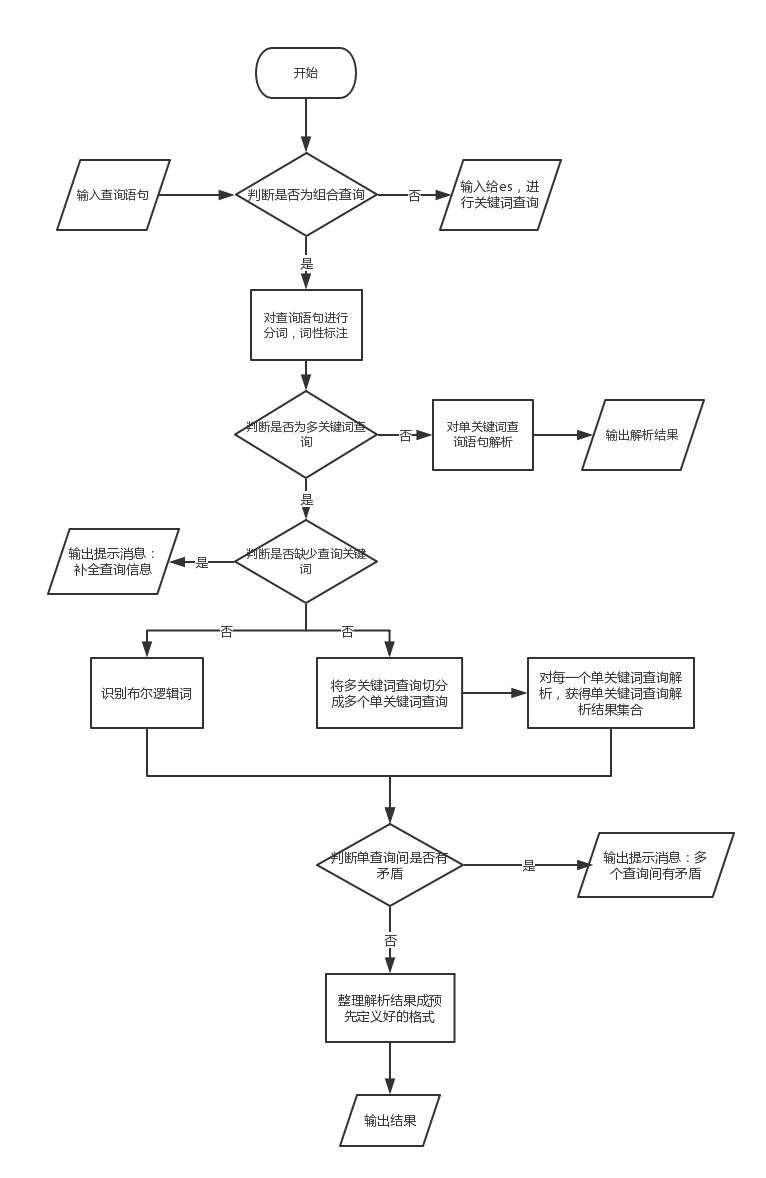 开始
输入查询语句
判断是否为组合查询
否
输入给es，进
行关键词查询
是
对查询语句进行
分词，词性标注
判断是否为多关键词查
询
否
对单关键词查
询语句解析
输出解析结果
是
输出提示消息：
补全查询信息
是
判断是否缺少查询关键
词
否
否
识别布尔逻辑词
将多关键词查询切分
成多个单关键词查询
对每一个单关键词查询解
析，获得单关键词查询解
析结果集合
判断单查询间是否有
矛盾
是
输出提示消息：多
个查询间有矛盾
否
整理解析结果成预
先定义好的格式
输出结果